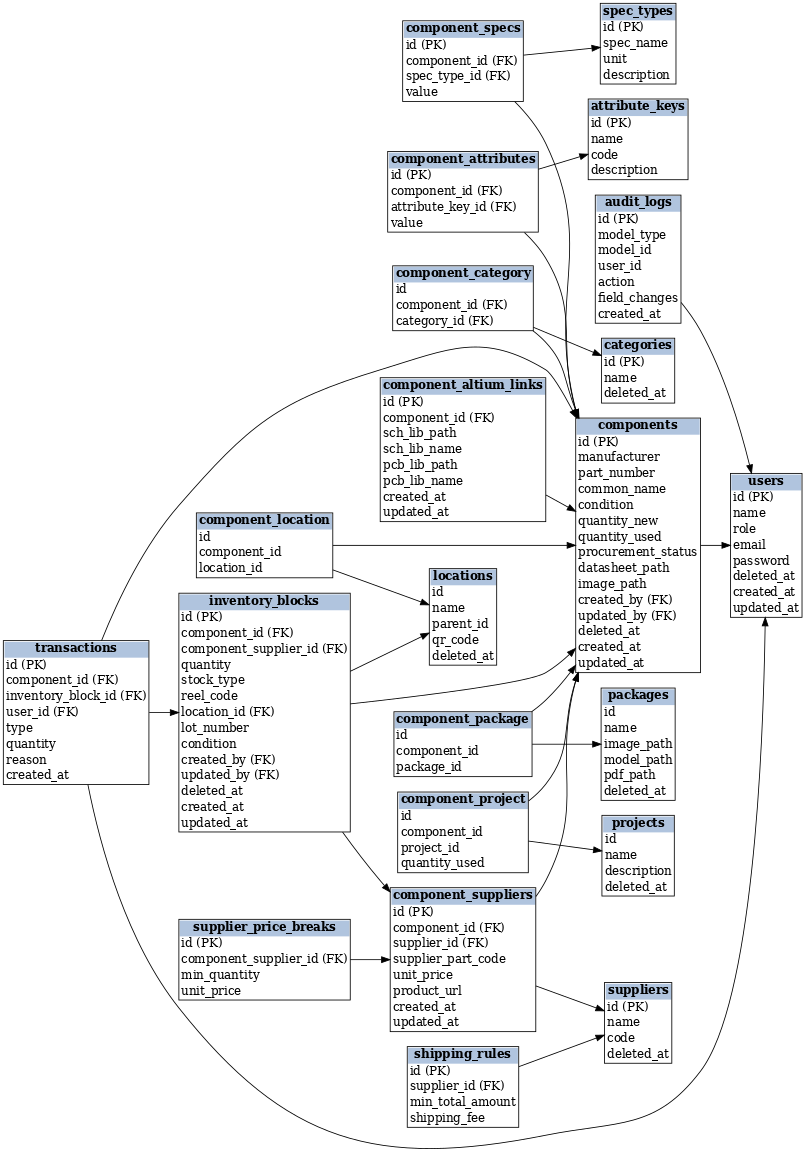 spec_types
id (PK)
spec_name
unit
description
component_specs
id (PK)
component_id (FK)
spec_type_id (FK)
value
attribute_keys
id (PK)
name
code
description
component_attributes
id (PK)
component_id (FK)
attribute_key_id (FK)
value
audit_logs
id (PK)
model_type
model_id
user_id
action
field_changes
created_at
component_category
id
component_id (FK)
category_id (FK)
categories
id (PK)
name
deleted_at
component_altium_links
id (PK)
component_id (FK)
sch_lib_path
sch_lib_name
pcb_lib_path
pcb_lib_name
created_at
updated_at
components
id (PK)
manufacturer
part_number
common_name
condition
quantity_new
quantity_used
procurement_status
datasheet_path
image_path
created_by (FK)
updated_by (FK)
deleted_at
created_at
updated_at
users
id (PK)
name
role
email
password
deleted_at
created_at
updated_at
component_location
id
component_id
location_id
locations
id
name
parent_id
qr_code
deleted_at
inventory_blocks
id (PK)
component_id (FK)
component_supplier_id (FK)
quantity
stock_type
reel_code
location_id (FK)
lot_number
condition
created_by (FK)
updated_by (FK)
deleted_at
created_at
updated_at
transactions
id (PK)
component_id (FK)
inventory_block_id (FK)
user_id (FK)
type
quantity
reason
created_at
packages
id
name
image_path
model_path
pdf_path
deleted_at
component_package
id
component_id
package_id
component_project
id
component_id
project_id
quantity_used
projects
id
name
description
deleted_at
component_suppliers
id (PK)
component_id (FK)
supplier_id (FK)
supplier_part_code
unit_price
product_url
created_at
updated_at
supplier_price_breaks
id (PK)
component_supplier_id (FK)
min_quantity
unit_price
suppliers
id (PK)
name
code
deleted_at
shipping_rules
id (PK)
supplier_id (FK)
min_total_amount
shipping_fee